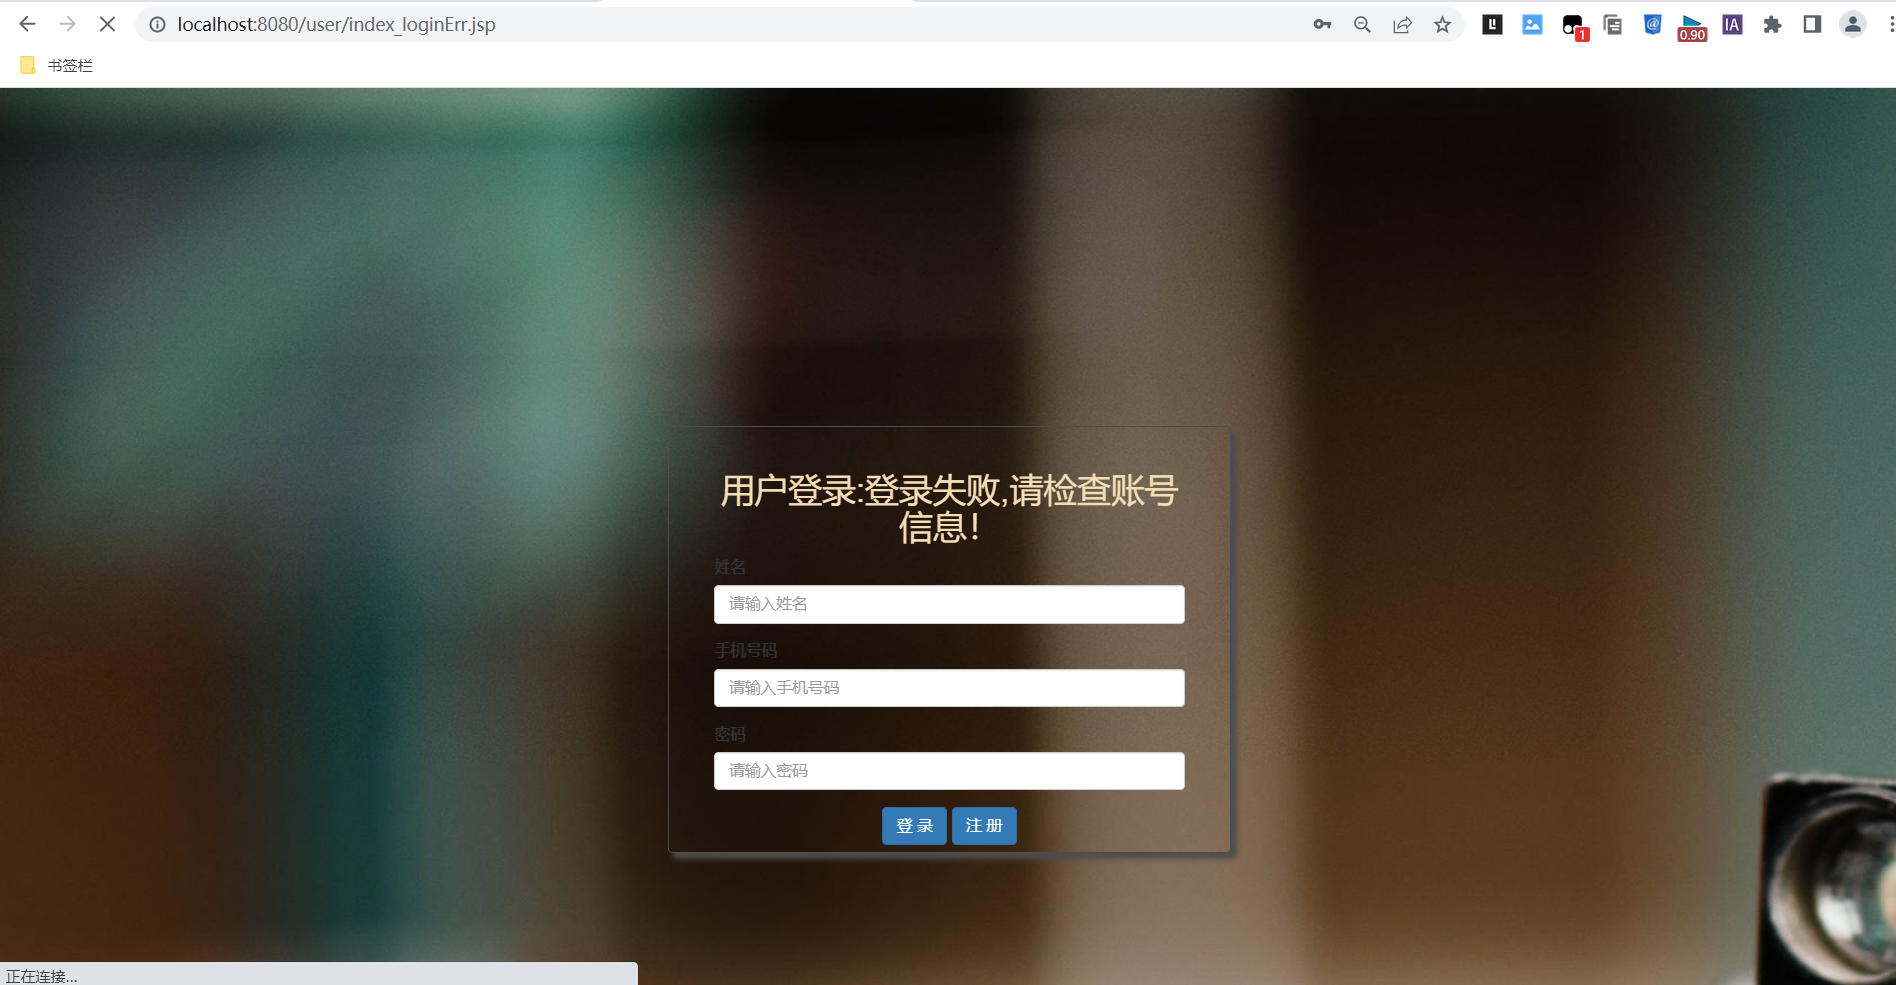 localhost:8080/user/index_loginErr.jsp
1
0.90
IA
书签栏
用户登录:登录失败,请检查账号
信息!
姓名
请输入姓名
手机号码
请输入手机号码
密码
请输入密码
登 录 注 册
正在连接...